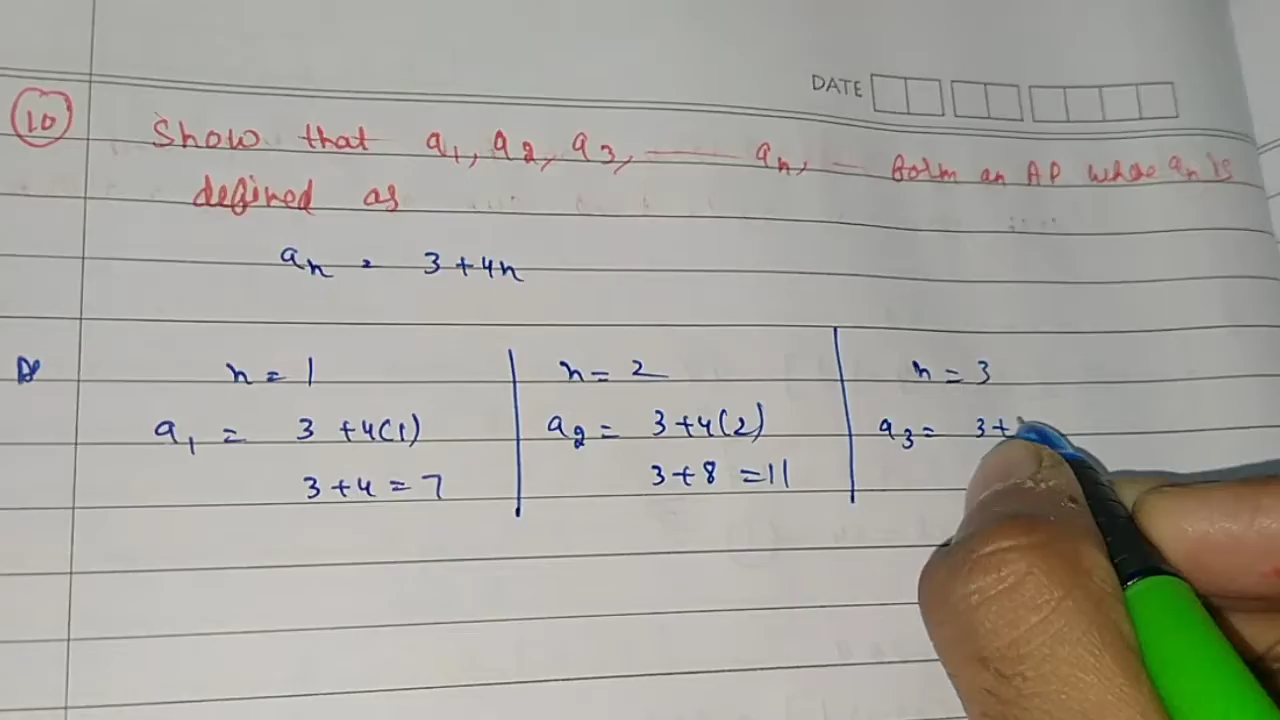 DATE
10 Show that a1, a2, a3, — an, — form an AP where an is
defined as
an = 3+4n
n = 1
a1 = 3 +4(1)
3+4 = 7
n = 2
a2 = 3+4(2)
3+8 =11
n = 3
a3 = 3+